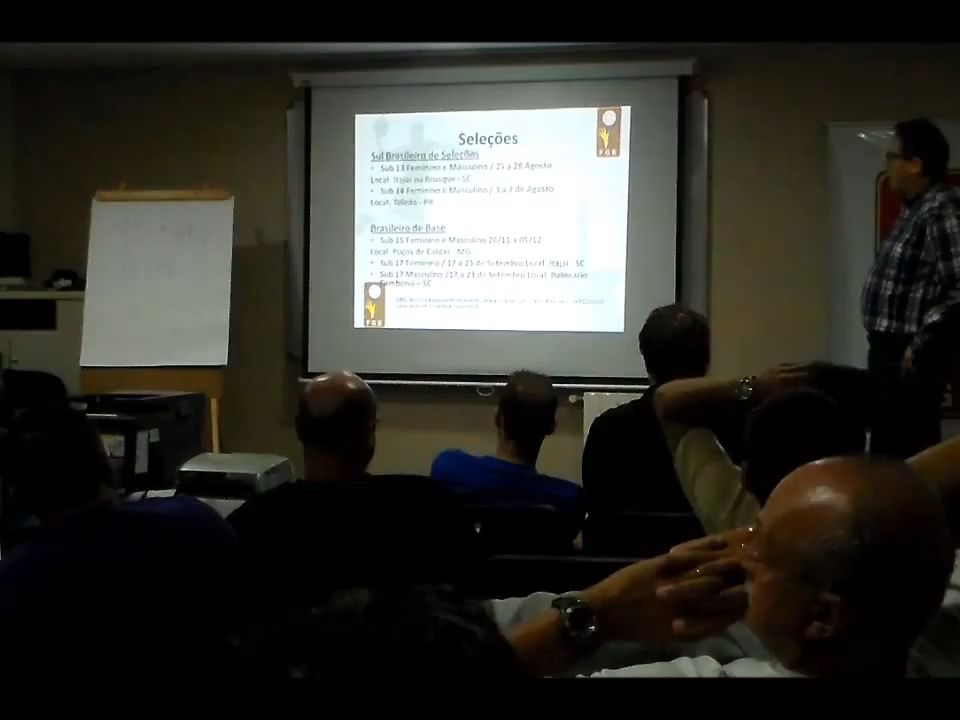 Seleções
FGB
Sul Brasileiro de Seleções
• Sub 13 Feminino e Masculino / 25 a 28 Agosto
Local: Itajaí ou Brusque - SC
• Sub 14 Feminino e Masculino / 3 a 7 de Agosto
Local: Toledo - PR
Brasileiro de Base
• Sub 15 Feminino e Masculino 26/11 a 05/12
Local: Poços de Caldas - MG
• Sub 17 Feminino / 17 a 23 de Setembro Local: Itajaí - SC
• Sub 17 Masculino /17 a 23 de Setembro Local: Balneário
Camboriú – SC
FGB